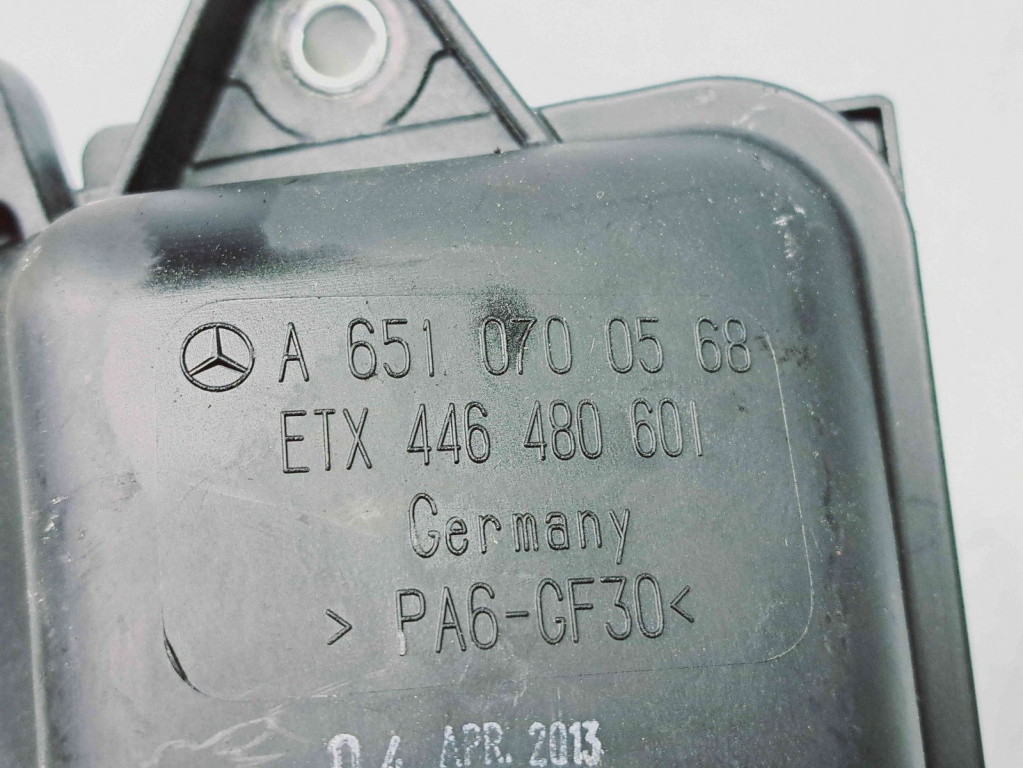 A 651 070 05 68
ETX 446 480 601
Germany
> PA6-GF30<
04 APR. 2013